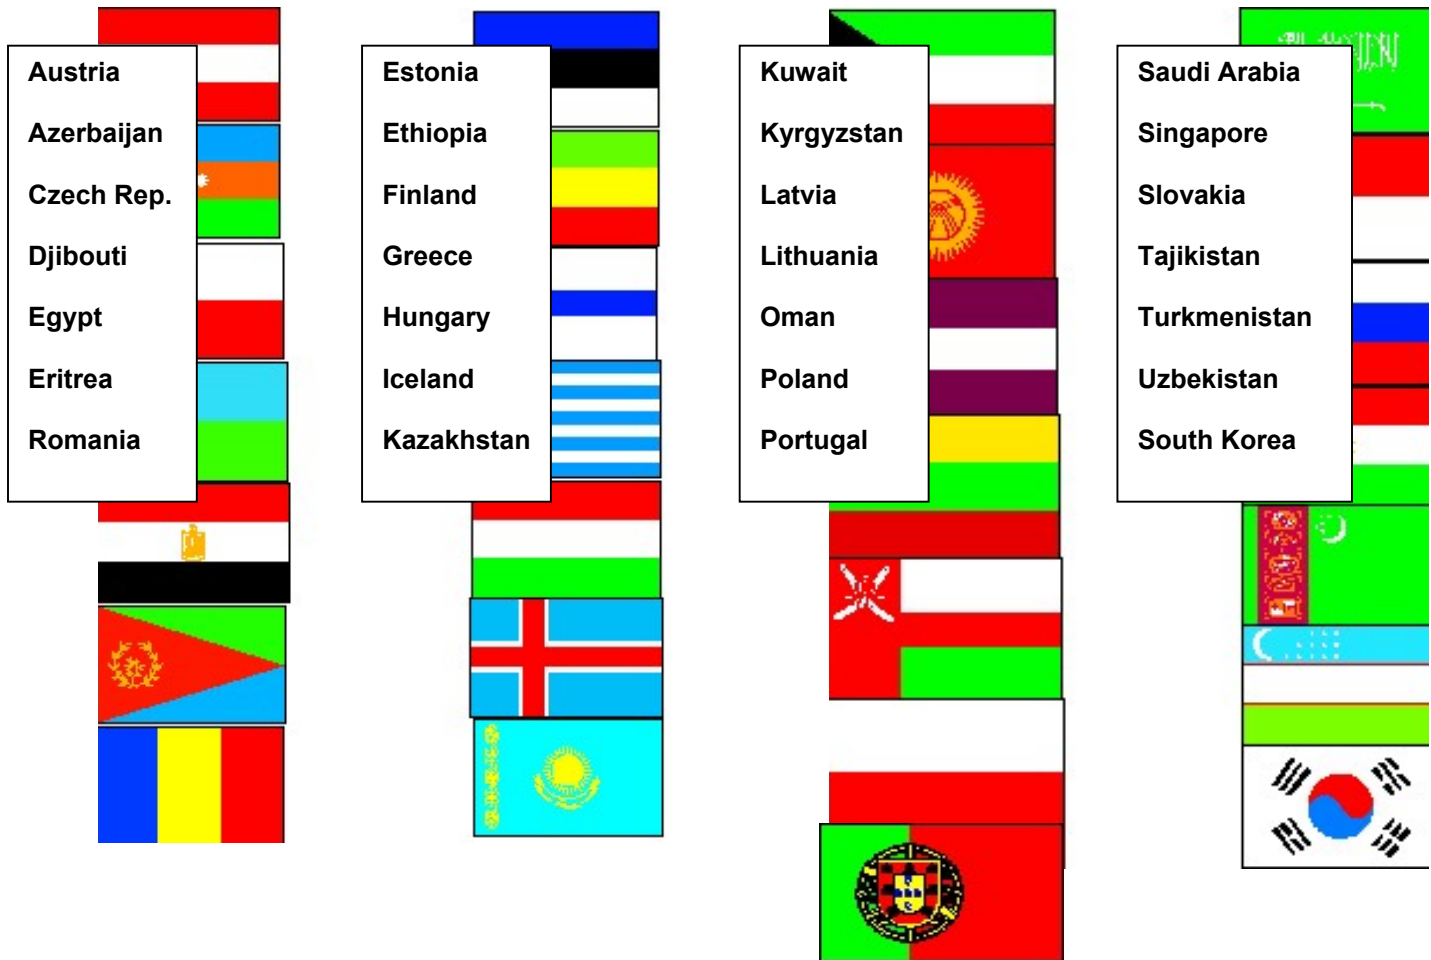 Austria
Azerbaijan
Czech Rep.
Djibouti
Egypt
Eritrea
Romania
Estonia
Ethiopia
Finland
Greece
Hungary
Iceland
Kazakhstan
Kuwait
Kyrgyzstan
Latvia
Lithuania
Oman
Poland
Portugal
Saudi Arabia
Singapore
Slovakia
Tajikistan
Turkmenistan
Uzbekistan
South Korea